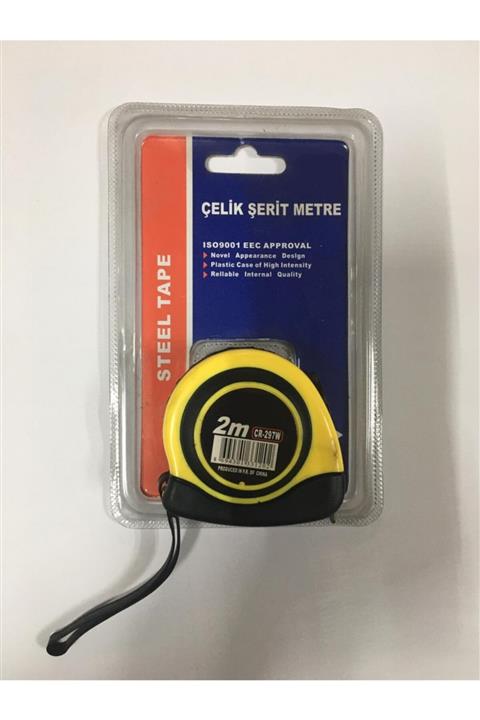 ÇELİK ŞERİT METRE
ISO9001 EEC APPROVAL
Novel Appearance Design
Plastic Case of High Intensity
Reliable Internal Quality
STEEL TAPE
2m
CR-297W
PRODUCED IN P.R. OF CHINA